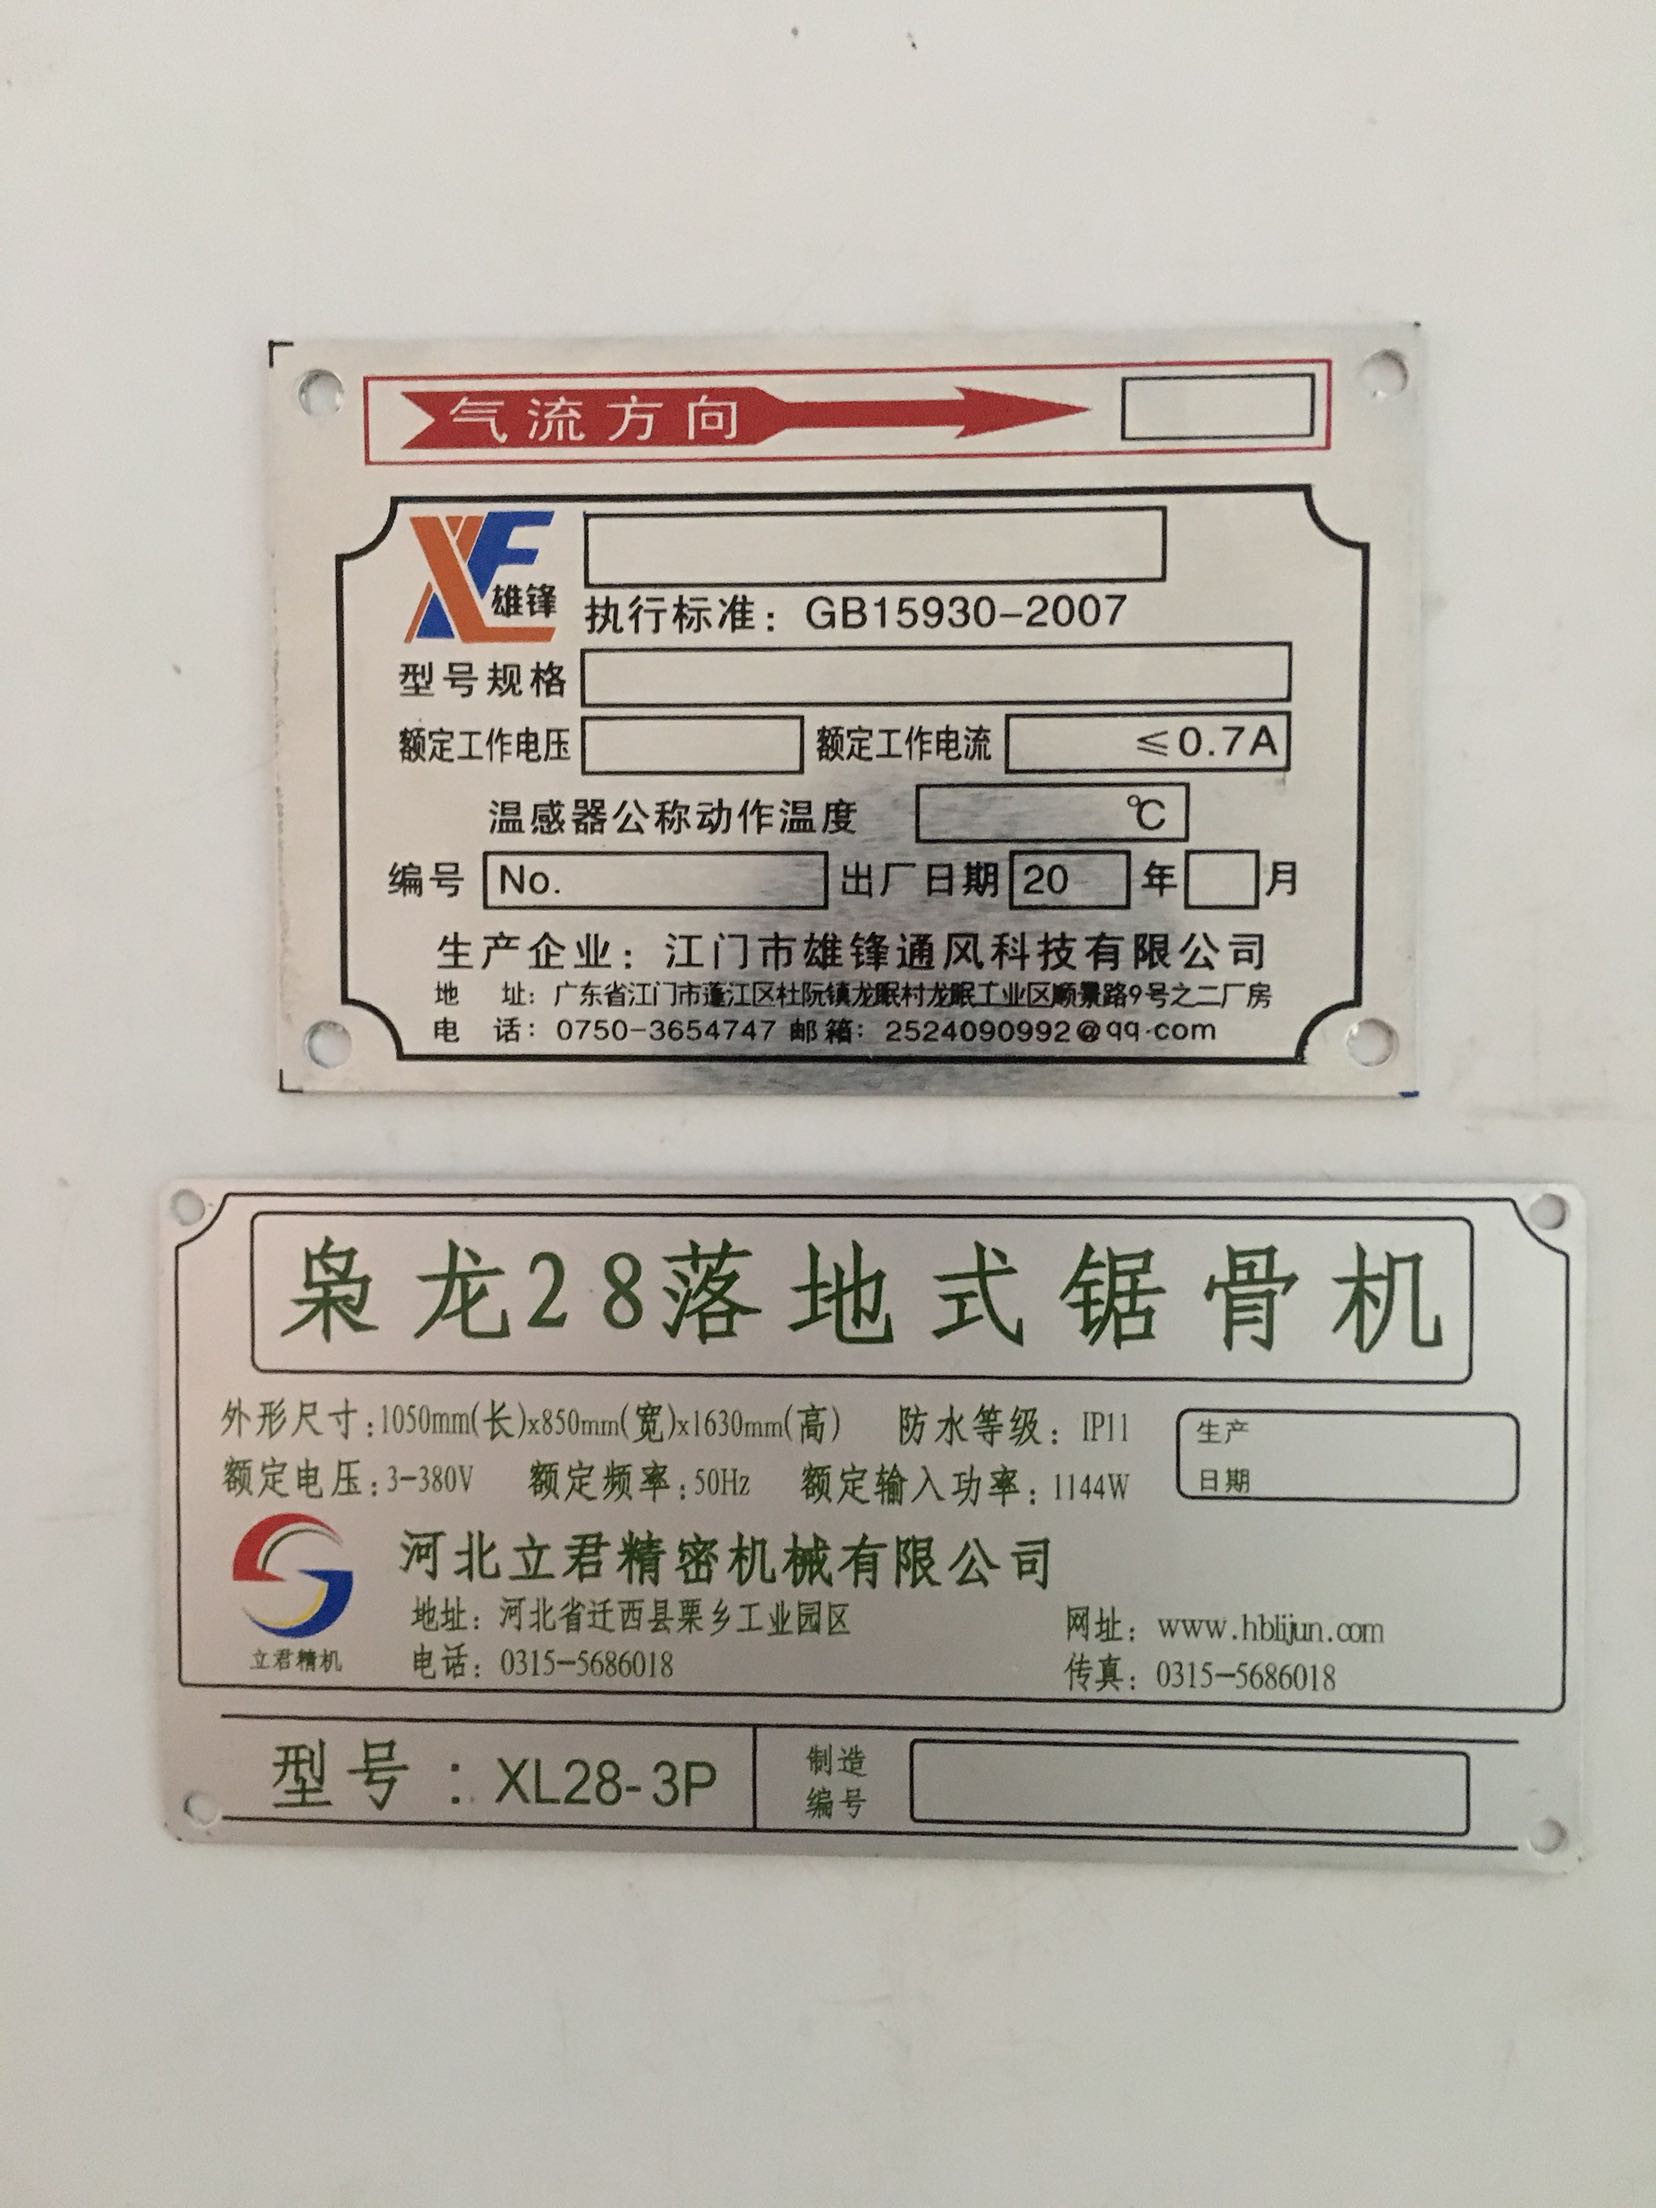 气流方向
XF 雄锋
执行标准：GB15930-2007
型号规格
额定工作电压 额定工作电流 ≤0.7A
温感器公称动作温度 ℃
编号 No. 出厂日期 20 年 月
生产企业：江门市雄锋通风科技有限公司
地 址：广东省江门市蓬江区杜阮镇龙眠村龙眠工业区顺景路9号之二厂房
电 话：0750-3654747 邮箱：2524090992@qq.com
枭龙28落地式锯骨机
外形尺寸：1050mm(长)x850mm(宽)x1630mm(高) 防水等级：IP11
额定电压：3-380V 额定频率：50Hz 额定输入功率：1144W
生产
日期
河北立君精密机械有限公司
地址：河北省迁西县栗乡工业园区 网址：www.hblijun.com
电话：0315-5686018 传真：0315-5686018
立君精机
型号：XL28-3P
制造
编号